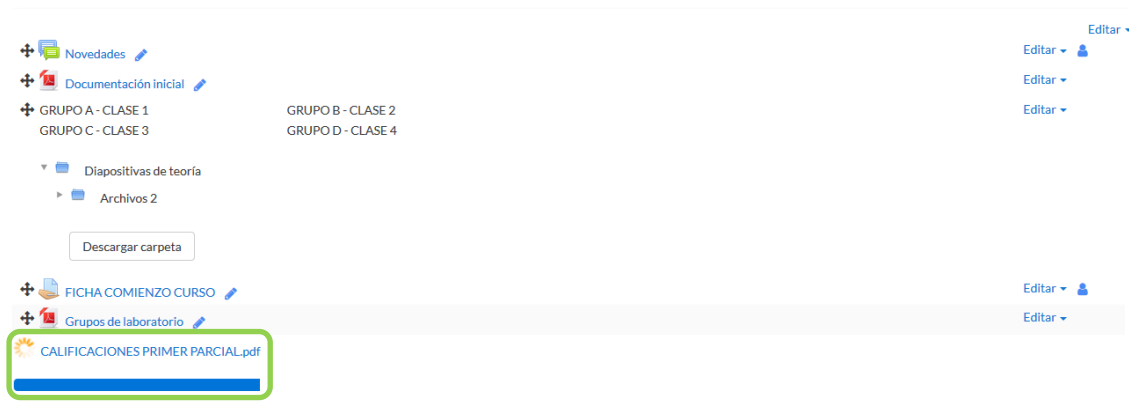 Editar
Novedades Editar
Documentación inicial Editar
GRUPO A - CLASE 1 GRUPO B - CLASE 2 Editar
GRUPO C - CLASE 3 GRUPO D - CLASE 4
Diapositivas de teoría
Archivos 2
Descargar carpeta
FICHA COMIENZO CURSO Editar
Grupos de laboratorio Editar
CALIFICACIONES PRIMER PARCIAL.pdf